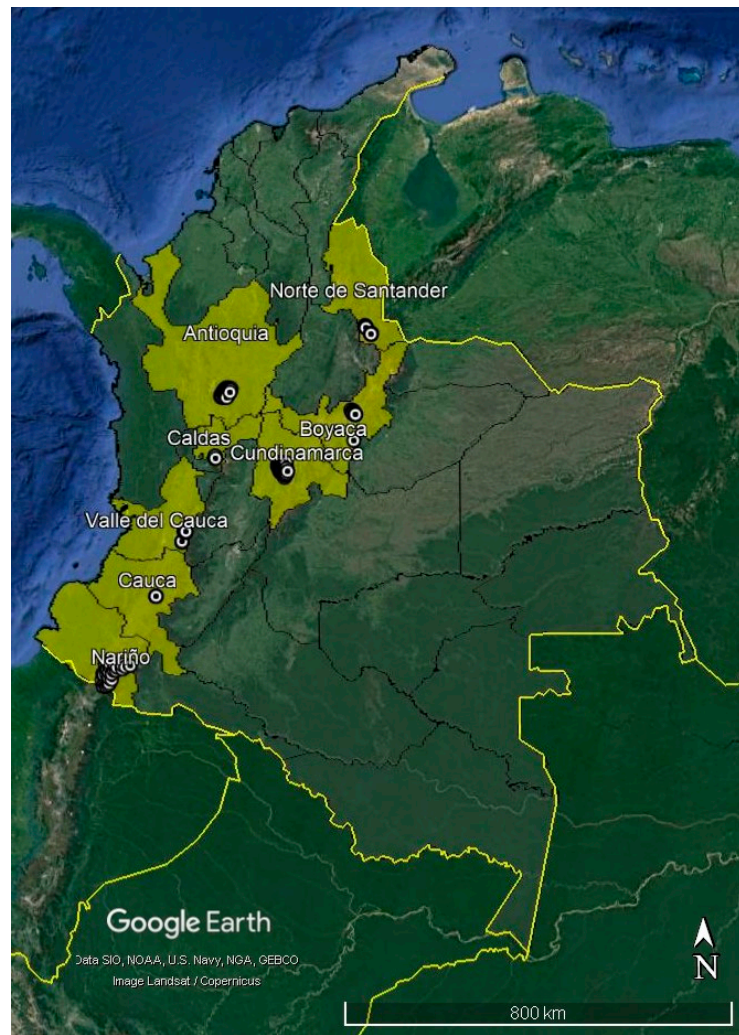 Norte de Santander
Antioquia
Boyaca
Caldas
Cundinamarca
Valle del Cauca
Cauca
Nariño
Google Earth
Data SIO, NOAA, U.S. Navy, NGA, GEBCO
Image Landsat / Copernicus
N
800 km